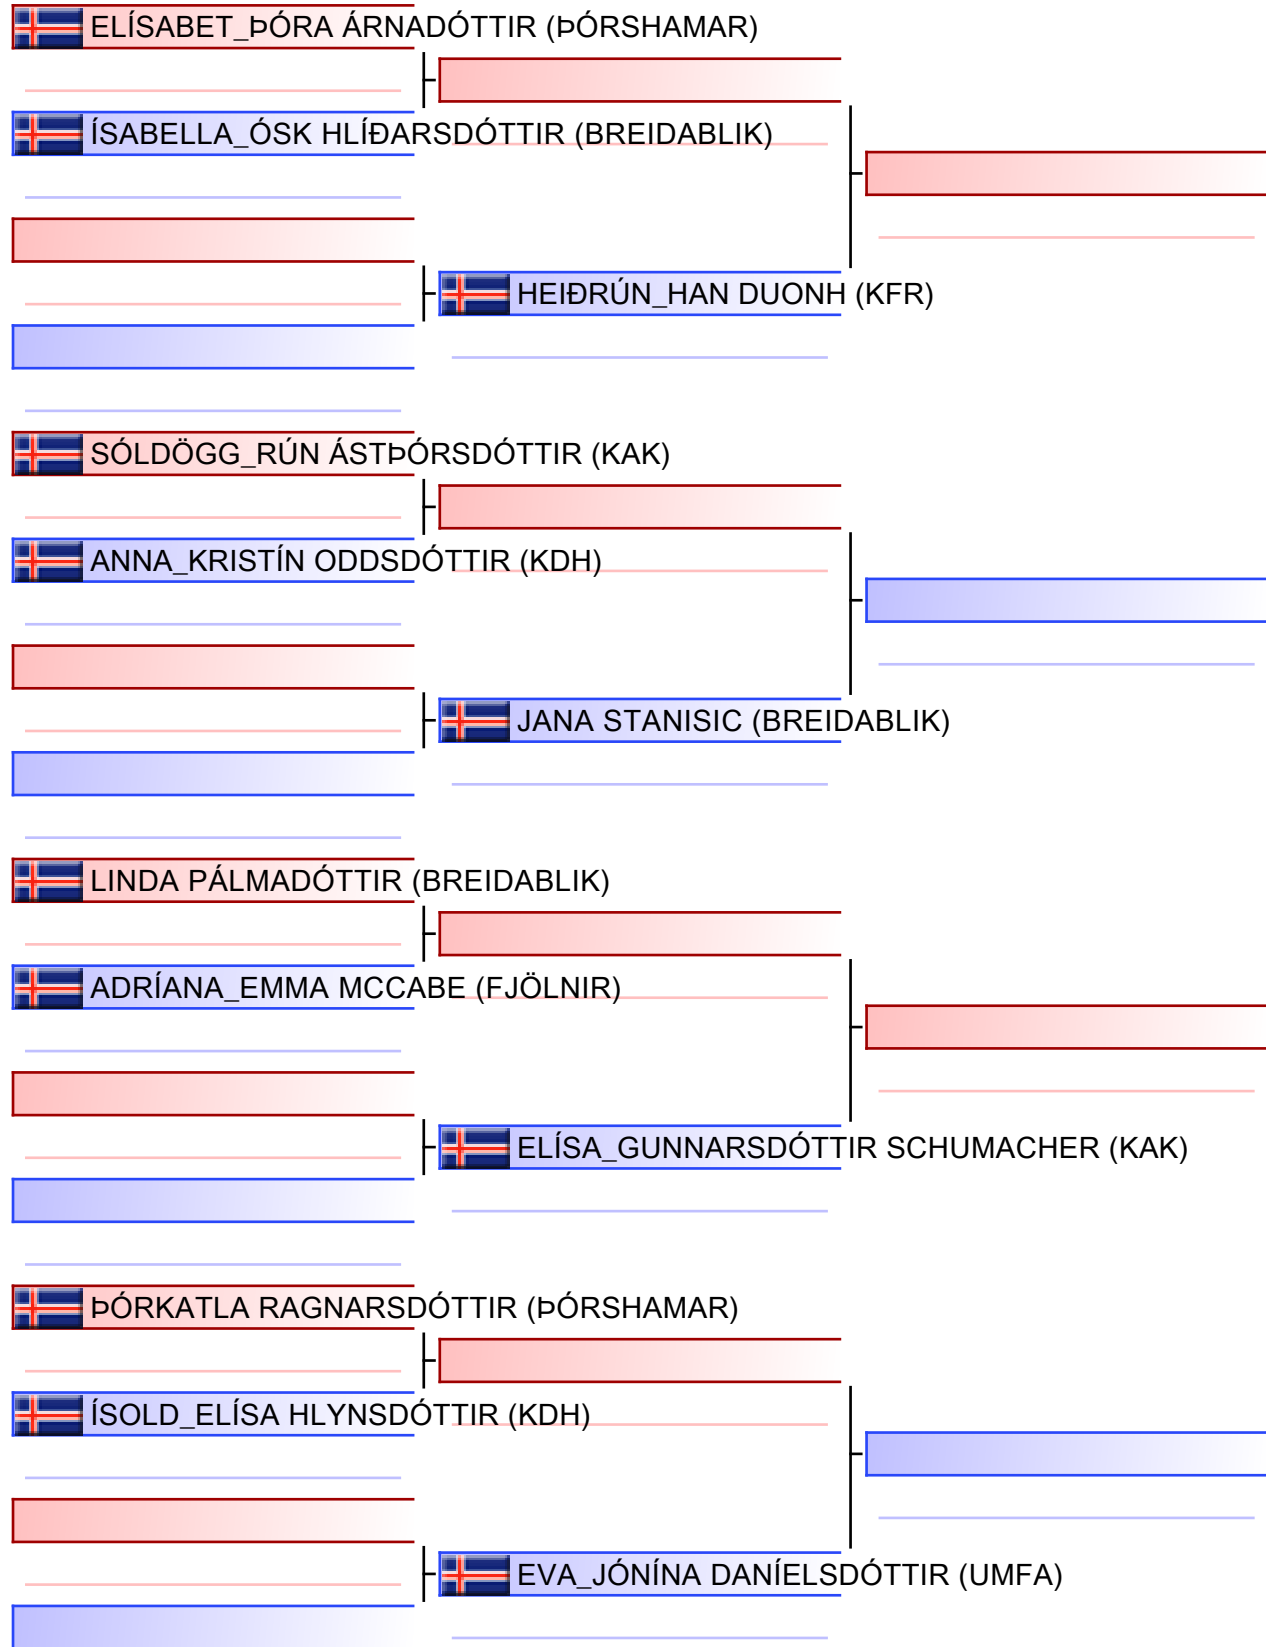 ELÍSABET_ÞÓRA ÁRNADÓTTIR (ÞÓRSHAMAR)
ÍSABELLA_ÓSK HLÍÐARSDÓTTIR (BREIDABLIK)
HEIÐRÚN_HAN DUONH (KFR)
SÓLDÖGG_RÚN ÁSTÞÓRSDÓTTIR (KAK)
ANNA_KRISTÍN ODDSDÓTTIR (KDH)
JANA STANISIC (BREIDABLIK)
LINDA PÁLMADÓTTIR (BREIDABLIK)
ADRÍANA_EMMA MCCABE (FJÖLNIR)
ELÍSA_GUNNARSDÓTTIR SCHUMACHER (KAK)
ÞÓRKATLA RAGNARSDÓTTIR (ÞÓRSHAMAR)
ÍSOLD_ELÍSA HLYNSDÓTTIR (KDH)
EVA_JÓNÍNA DANÍELSDÓTTIR (UMFA)